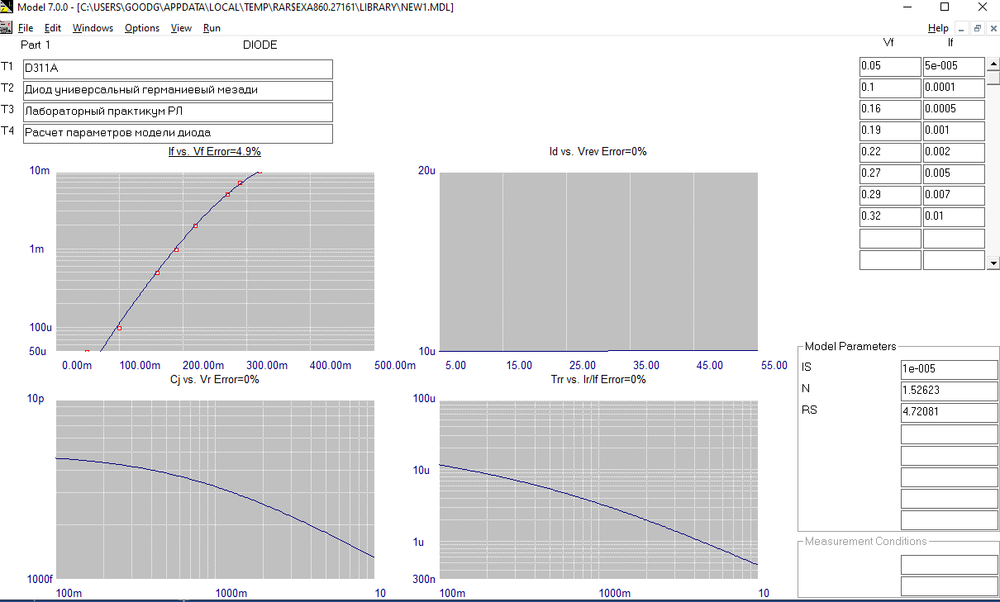 Model 7.0.0 - [C:\USERS\GOODG\APPDATA\LOCAL\TEMP\RAR$EXA860.27161\LIBRARY\NEW1.MDL]
File Edit Windows Options View Run Help
Part 1 DIODE Vf If
T1 D311A
T2 Диод универсальный германиевый мезади
T3 Лабораторный практикум РЛ
T4 Расчет параметров модели диода
0.05 5e-005
0.1 0.0001
0.16 0.0005
0.19 0.001
0.22 0.002
0.27 0.005
0.29 0.007
0.32 0.01
If vs. Vf Error=4.9%
10m
1m
100u
50u
0.00m 100.00m 200.00m 300.00m 400.00m 500.00m
Id vs. Vrev Error=0%
20u
10u
5.00 15.00 25.00 35.00 45.00 55.00
Cj vs. Vr Error=0%
10p
1000f
100m 1000m 10
Trr vs. Ir/If Error=0%
100u
10u
1u
300n
100m 1000m 10
Model Parameters
IS 1e-005
N 1.52623
RS 4.72081
Measurement Conditions